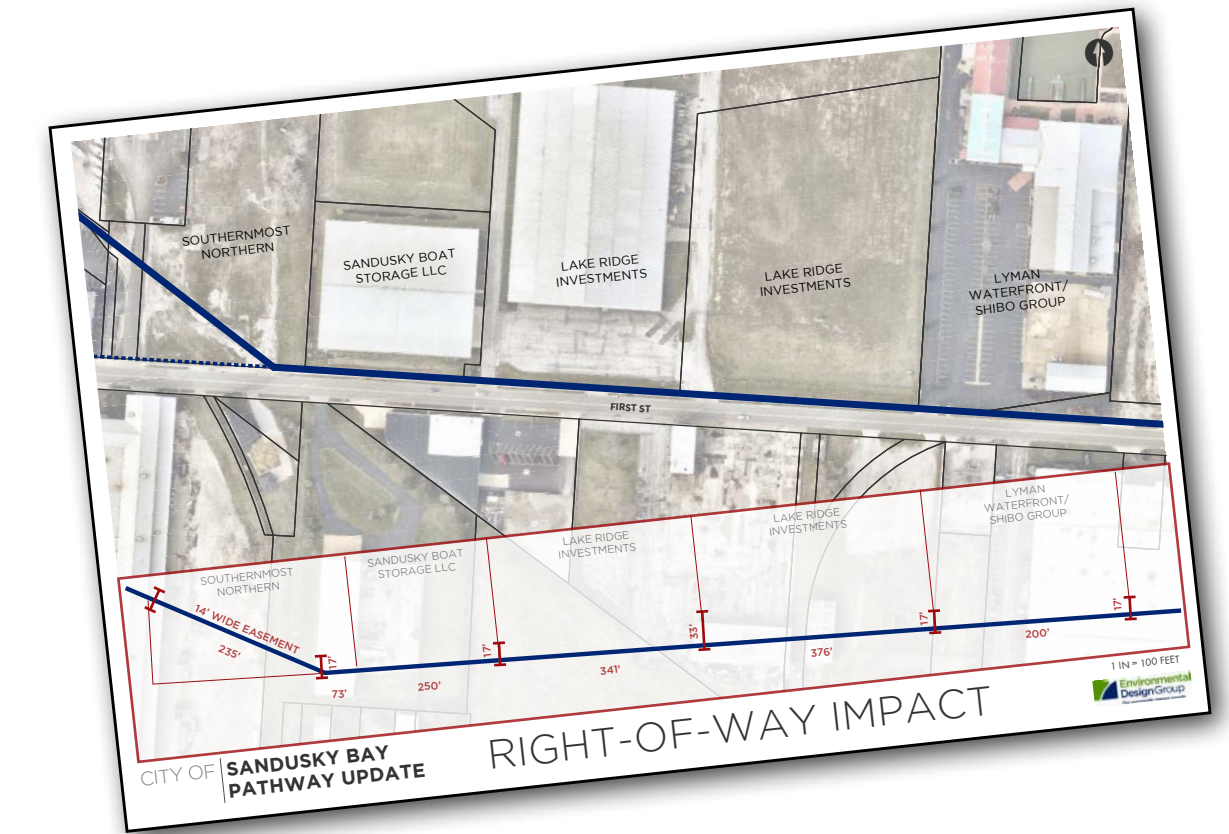 SOUTHERNMOST
NORTHERN
SANDUSKY BOAT
STORAGE LLC
LAKE RIDGE
INVESTMENTS
LAKE RIDGE
INVESTMENTS
LYMAN
WATERFRONT/
SHIBO GROUP
FIRST ST
SOUTHERNMOST
NORTHERN
SANDUSKY BOAT
STORAGE LLC
LAKE RIDGE
INVESTMENTS
LAKE RIDGE
INVESTMENTS
LYMAN
WATERFRONT/
SHIBO GROUP
14' WIDE EASEMENT
235'
17'
73'
250'
17'
341'
33'
376'
17'
200'
17'
1 IN = 100 FEET
Environmental
DesignGroup
CITY OF
SANDUSKY BAY
PATHWAY UPDATE
RIGHT-OF-WAY IMPACT